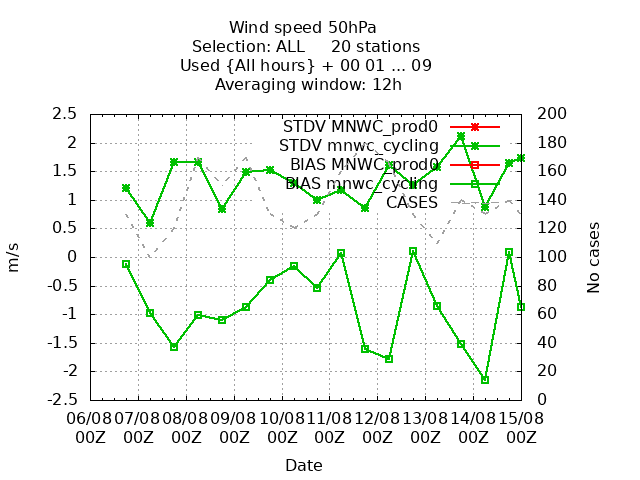 Wind speed 50hPa
Selection: ALL 20 stations
Used {All hours} + 00 01 ... 09
Averaging window: 12h
STDV MNWC_prod0
STDV mnwc_cycling
BIAS MNWC_prod0
BIAS mnwc_cycling
CASES
2.5
2
1.5
1
0.5
0
-0.5
-1
-1.5
-2
-2.5
m/s
200
180
160
140
120
100
80
60
40
20
0
No cases
06/08 07/08 08/08 09/08 10/08 11/08 12/08 13/08 14/08 15/08
00Z 00Z 00Z 00Z 00Z 00Z 00Z 00Z 00Z 00Z
Date